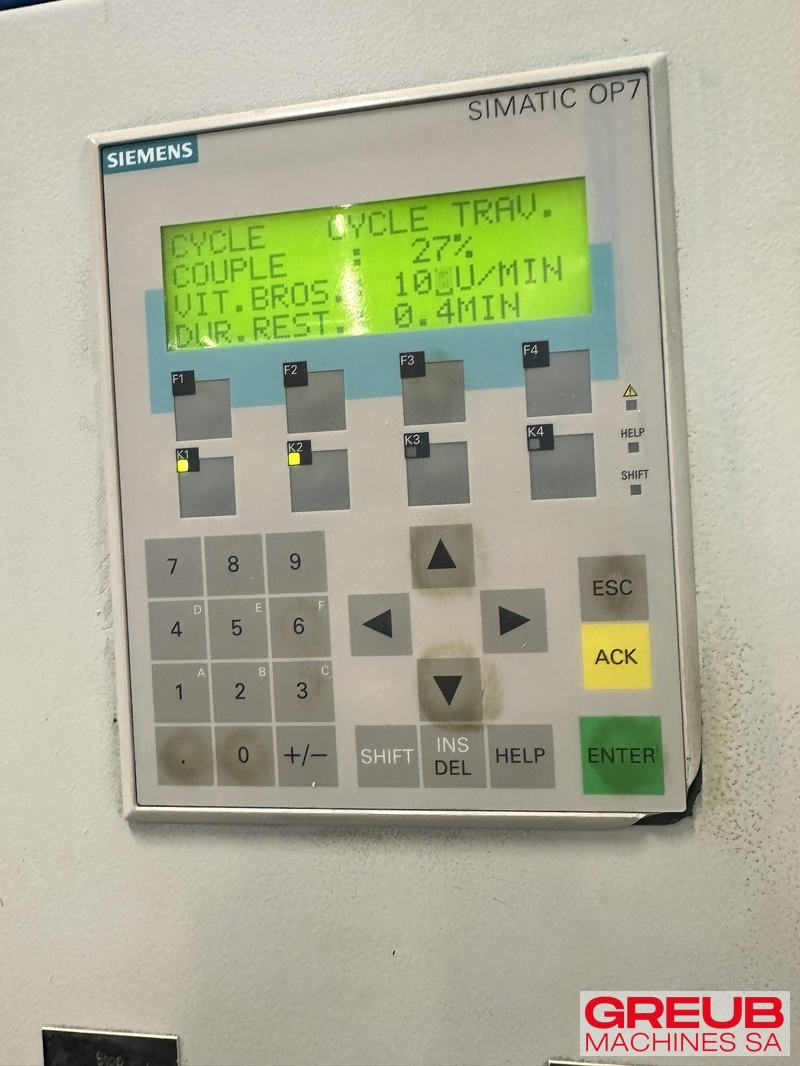 SIMATIC OP7
SIEMENS
CYCLE CYCLE TRAV.
COUPLE : 27%
VIT.BROS.: U/MIN
DUR.REST.: 0.4MIN
F1 F2 F3 F4
K1 K2 K3 K4
HELP
SHIFT
7 8 9
4 D 5 E 6 F
ESC
1 A 2 B 3 C
ACK
. 0 +/−
SHIFT INS DEL HELP
ENTER
GREUB
MACHINES SA